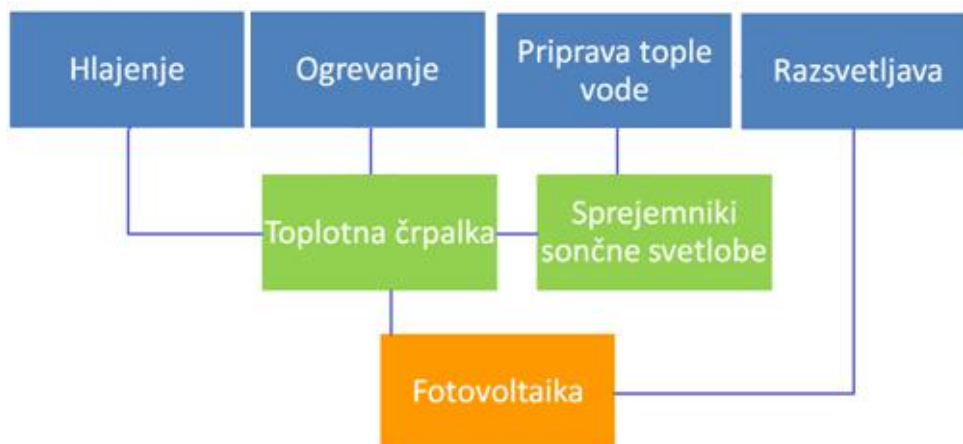 Hlajenje
Ogrevanje
Priprava tople
vode
Razsvetljava
Toplotna črpalka
Sprejemniki
sončne svetlobe
Fotovoltaika